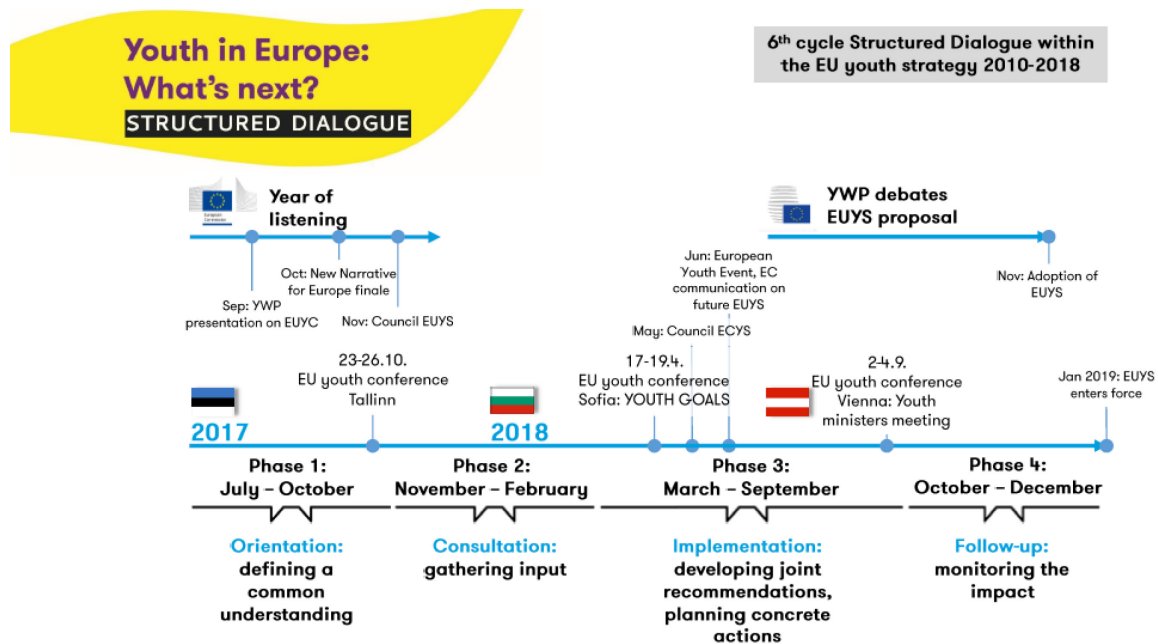 Youth in Europe:
What's next?
STRUCTURED DIALOGUE
6th cycle Structured Dialogue within
the EU youth strategy 2010-2018
European
Commission
Year of
listening
YWP debates
EUYS proposal
Sep: YWP
presentation on EUYC
Oct: New Narrative
for Europe finale
Nov: Council EUYS
Jun: European
Youth Event, EC
communication on
future EUYS
May: Council ECYS
Nov: Adoption of
EUYS
23-26.10.
EU youth conference
Tallinn
17-19.4.
EU youth conference
Sofia: YOUTH GOALS
2-4.9.
EU youth conference
Vienna: Youth
ministers meeting
Jan 2019: EUYS
enters force
2017
2018
Phase 1:
July – October
Phase 2:
November – February
Phase 3:
March – September
Phase 4:
October – December
Orientation:
defining a
common
understanding
Consultation:
gathering input
Implementation:
developing joint
recommendations,
planning concrete
actions
Follow-up:
monitoring the
impact